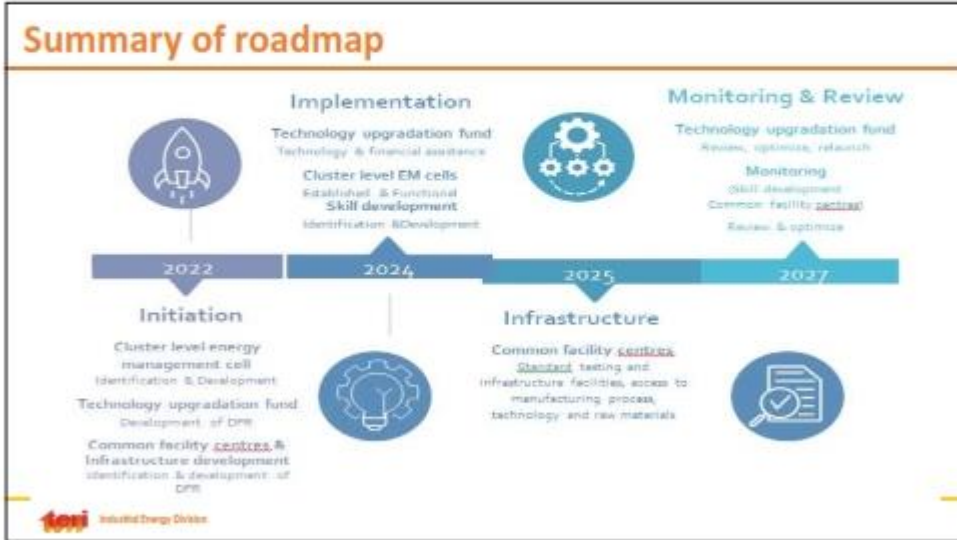 Summary of roadmap
Implementation
Technology upgradation fund
Technology & financial assistance
Cluster level EM cells
Established & Functional
Skill development
Identification &Development
Monitoring & Review
Technology upgradation fund
Review, optimize, relaunch
Monitoring
(Skill development
Common facility centres)
Review & optimize
2022
2024
2025
2027
Initiation
Cluster level energy
management cell
Identification & Development
Technology upgradation fund
Development of DPR
Common facility centres &
Infrastructure development
Identification & development of
DPR
Infrastructure
Common facility centres
Standard testing and
infrastructure facilities, access to
manufacturing process,
technology and raw materials
teri Industrial Energy Division